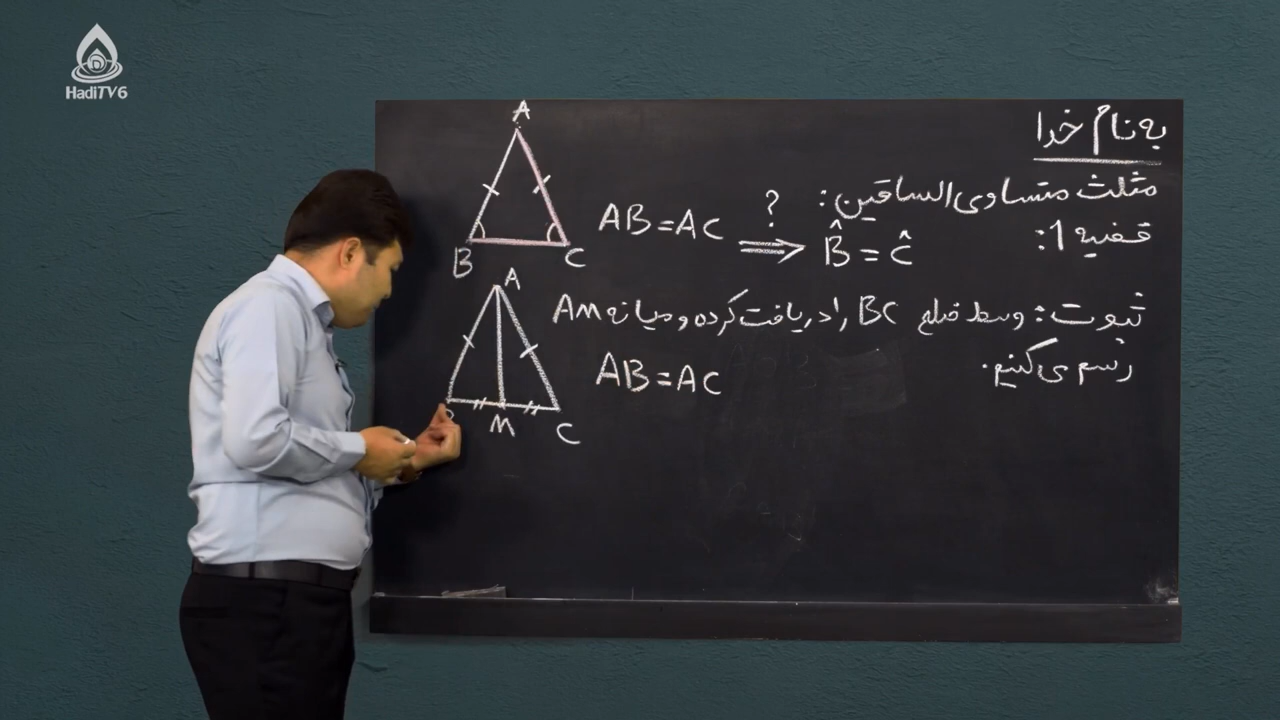 HadiTV6
به نام خدا
مثلث متساوی الساقین:
قضیه 1:
AB=AC ⟹ B̂ = Ĉ
?
A
B
C
ثبوت: وسط ضلع BC را دریافت کرده و میانه AM
رسم می کنیم.
AB=AC
A
M
C